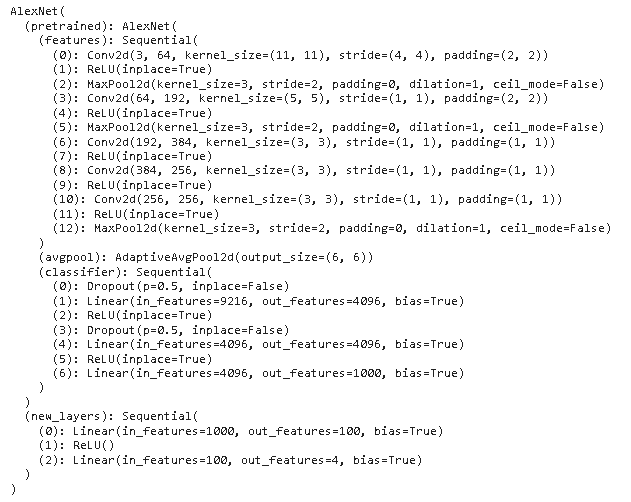 AlexNet(
  (pretrained): AlexNet(
    (features): Sequential(
      (0): Conv2d(3, 64, kernel_size=(11, 11), stride=(4, 4), padding=(2, 2))
      (1): ReLU(inplace=True)
      (2): MaxPool2d(kernel_size=3, stride=2, padding=0, dilation=1, ceil_mode=False)
      (3): Conv2d(64, 192, kernel_size=(5, 5), stride=(1, 1), padding=(2, 2))
      (4): ReLU(inplace=True)
      (5): MaxPool2d(kernel_size=3, stride=2, padding=0, dilation=1, ceil_mode=False)
      (6): Conv2d(192, 384, kernel_size=(3, 3), stride=(1, 1), padding=(1, 1))
      (7): ReLU(inplace=True)
      (8): Conv2d(384, 256, kernel_size=(3, 3), stride=(1, 1), padding=(1, 1))
      (9): ReLU(inplace=True)
      (10): Conv2d(256, 256, kernel_size=(3, 3), stride=(1, 1), padding=(1, 1))
      (11): ReLU(inplace=True)
      (12): MaxPool2d(kernel_size=3, stride=2, padding=0, dilation=1, ceil_mode=False)
    )
    (avgpool): AdaptiveAvgPool2d(output_size=(6, 6))
    (classifier): Sequential(
      (0): Dropout(p=0.5, inplace=False)
      (1): Linear(in_features=9216, out_features=4096, bias=True)
      (2): ReLU(inplace=True)
      (3): Dropout(p=0.5, inplace=False)
      (4): Linear(in_features=4096, out_features=4096, bias=True)
      (5): ReLU(inplace=True)
      (6): Linear(in_features=4096, out_features=1000, bias=True)
    )
  )
  (new_layers): Sequential(
    (0): Linear(in_features=1000, out_features=100, bias=True)
    (1): ReLU()
    (2): Linear(in_features=100, out_features=4, bias=True)
  )
)